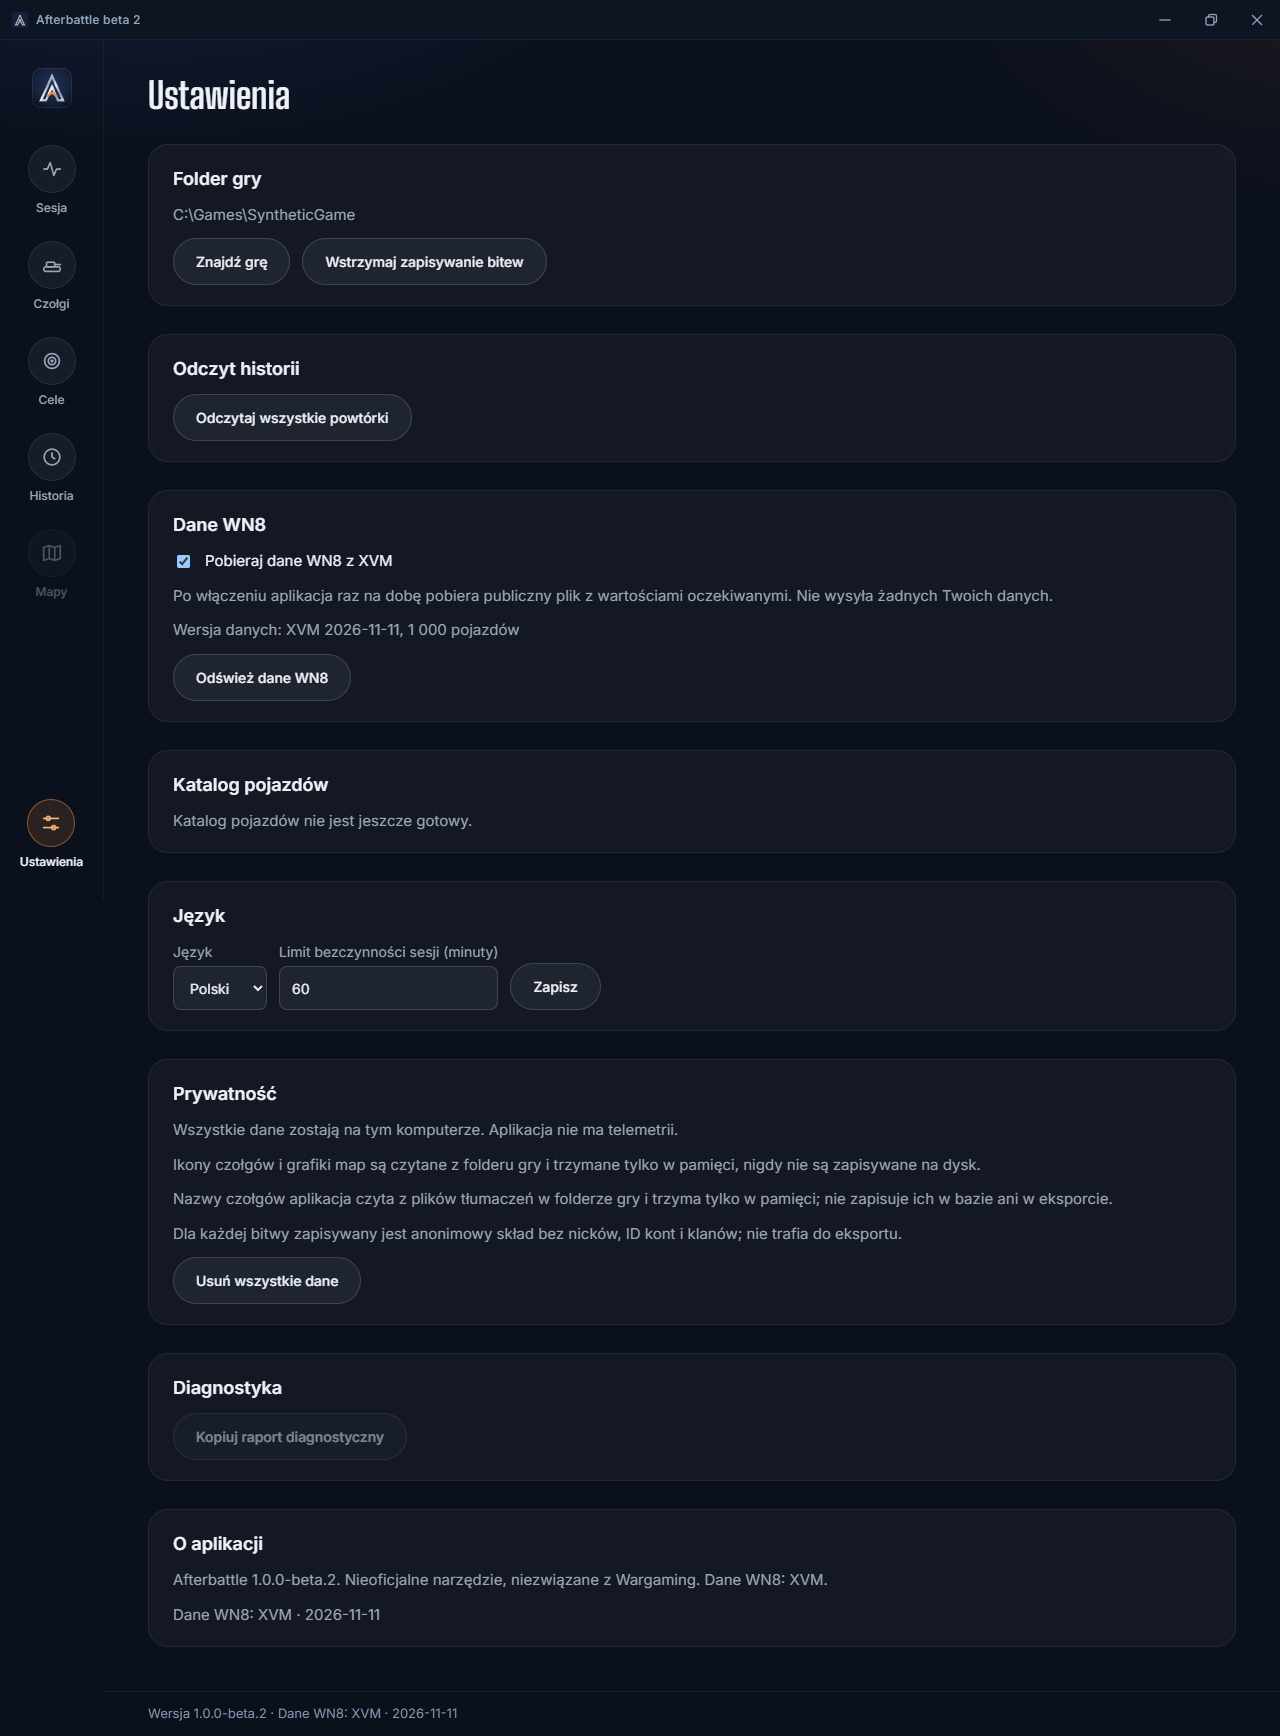 Afterbattle beta 2
Ustawienia
Sesja
Czołgi
Cele
Historia
Mapy
Ustawienia
Folder gry
C:\Games\SyntheticGame
Znajdź grę
Wstrzymaj zapisywanie bitew
Odczyt historii
Odczytaj wszystkie powtórki
Dane WN8
Pobieraj dane WN8 z XVM
Po włączeniu aplikacja raz na dobę pobiera publiczny plik z wartościami oczekiwanymi. Nie wysyła żadnych Twoich danych.
Wersja danych: XVM 2026-11-11, 1 000 pojazdów
Odśwież dane WN8
Katalog pojazdów
Katalog pojazdów nie jest jeszcze gotowy.
Język
Język
Limit bezczynności sesji (minuty)
Polski
60
Zapisz
Prywatność
Wszystkie dane zostają na tym komputerze. Aplikacja nie ma telemetrii.
Ikony czołgów i grafiki map są czytane z folderu gry i trzymane tylko w pamięci, nigdy nie są zapisywane na dysk.
Nazwy czołgów aplikacja czyta z plików tłumaczeń w folderze gry i trzyma tylko w pamięci; nie zapisuje ich w bazie ani w eksporcie.
Dla każdej bitwy zapisywany jest anonimowy skład bez nicków, ID kont i klanów; nie trafia do eksportu.
Usuń wszystkie dane
Diagnostyka
Kopiuj raport diagnostyczny
O aplikacji
Afterbattle 1.0.0-beta.2. Nieoficjalne narzędzie, niezwiązane z Wargaming. Dane WN8: XVM.
Dane WN8: XVM · 2026-11-11
Wersja 1.0.0-beta.2 · Dane WN8: XVM · 2026-11-11